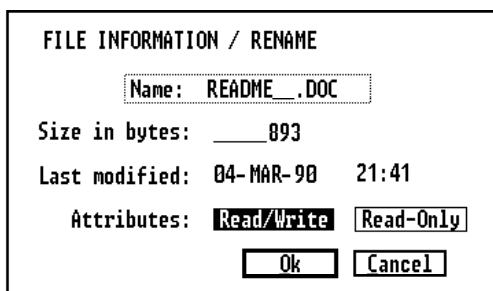 FILE INFORMATION / RENAME
Name: README__.DOC
Size in bytes: _____893
Last modified: 04-MAR-90 21:41
Attributes: Read/Write Read-Only
Ok Cancel